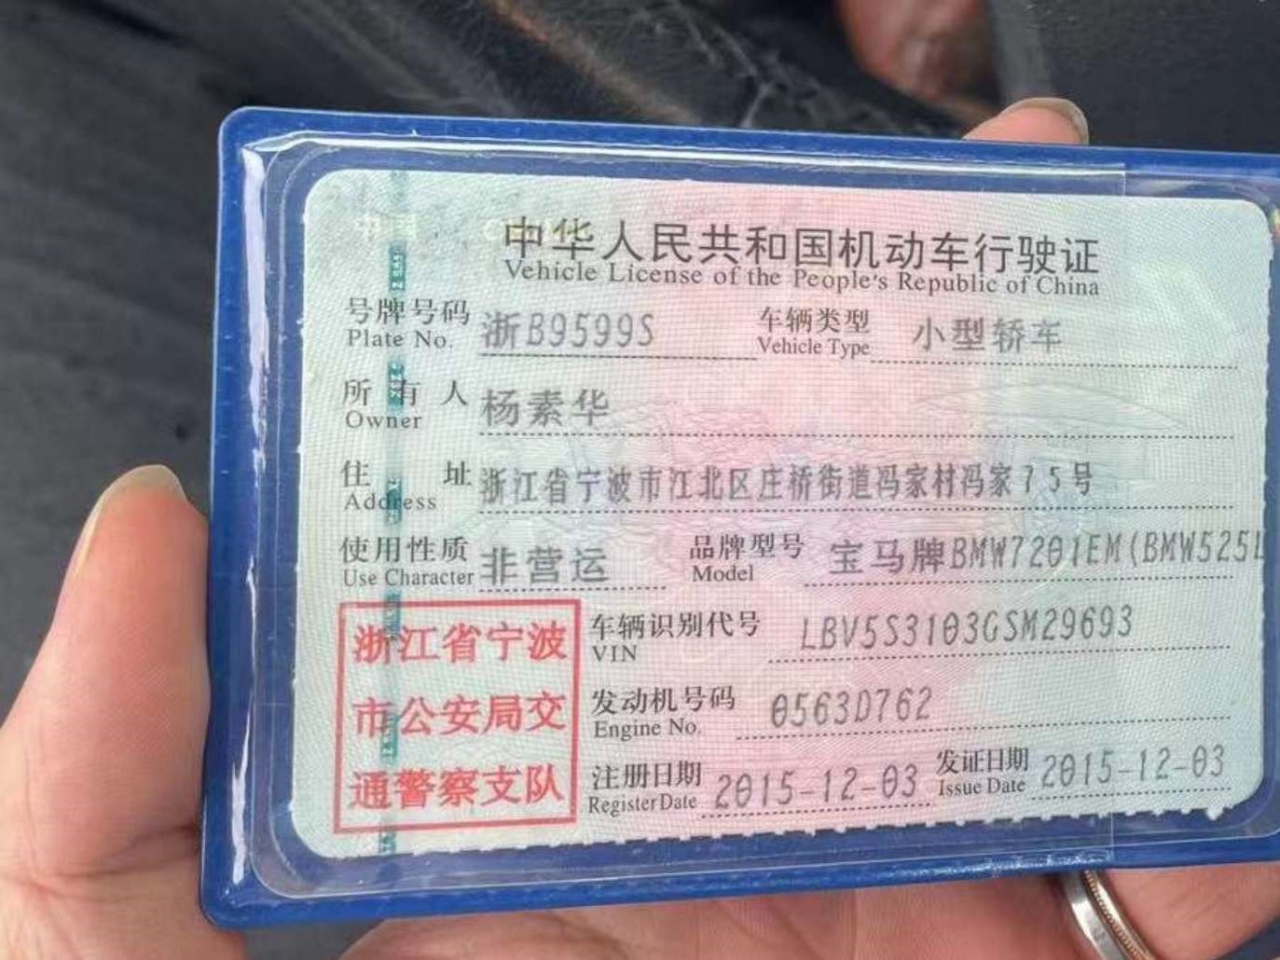 中华人民共和国机动车行驶证
Vehicle License of the People's Republic of China
号牌号码 浙B9599S 车辆类型 小型轿车
Plate No. Vehicle Type
所有人 杨素华
Owner
住址 浙江省宁波市江北区庄桥街道冯家村冯家75号
Address
使用性质 非营运 品牌型号 宝马牌BMW7201EM(BMW525L
Use Character Model
浙江省宁波
市公安局交
通警察支队
车辆识别代号 LBV5S3103GSM29693
VIN
发动机号码 0563D762
Engine No.
注册日期 2015-12-03 发证日期 2015-12-03
Register Date Issue Date